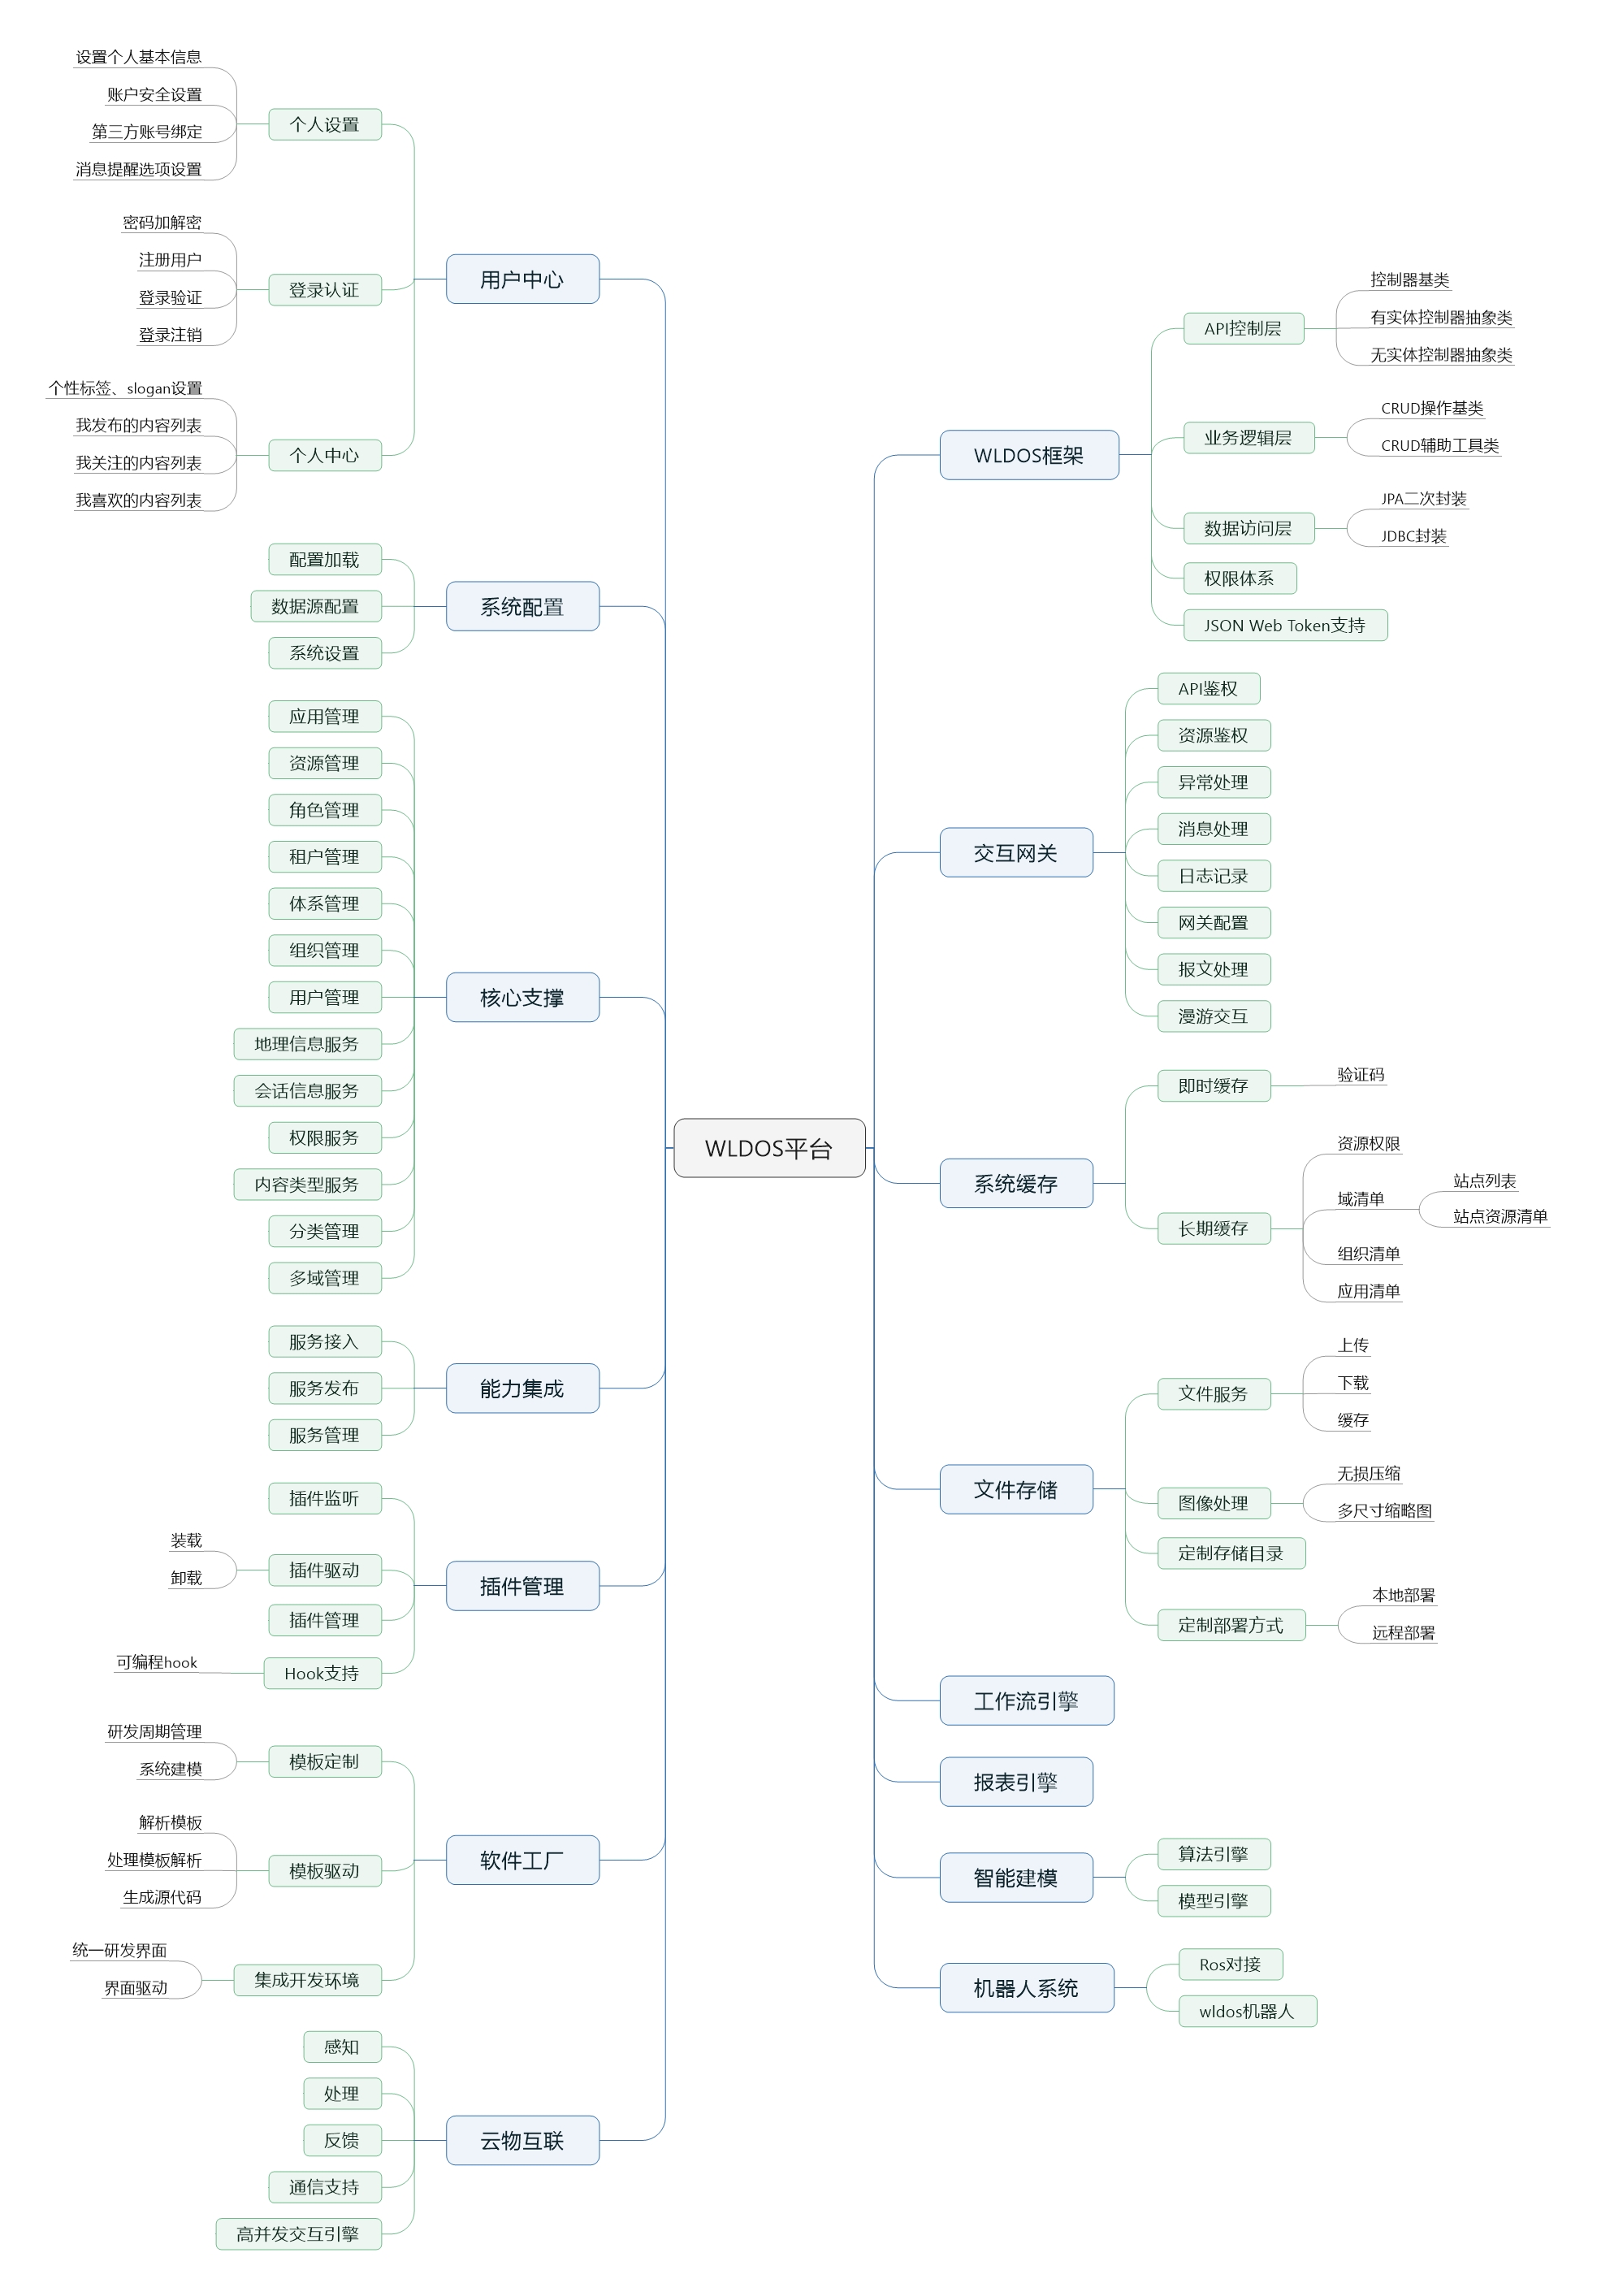 WLDOS平台
用户中心
个人设置
设置个人基本信息
账户安全设置
第三方账号绑定
消息提醒选项设置
登录认证
密码加解密
注册用户
登录验证
登录注销
个人中心
个性标签、slogan设置
我发布的内容列表
我关注的内容列表
我喜欢的内容列表
系统配置
配置加载
数据源配置
系统设置
核心支撑
应用管理
资源管理
角色管理
租户管理
体系管理
组织管理
用户管理
地理信息服务
会话信息服务
权限服务
内容类型服务
分类管理
多域管理
能力集成
服务接入
服务发布
服务管理
插件管理
插件监听
插件驱动
装载
卸载
插件管理
Hook支持
可编程hook
软件工厂
模板定制
研发周期管理
系统建模
模板驱动
解析模板
处理模板解析
生成源代码
集成开发环境
统一研发界面
界面驱动
云物互联
感知
处理
反馈
通信支持
高并发交互引擎
WLDOS框架
API控制层
控制器基类
有实体控制器抽象类
无实体控制器抽象类
业务逻辑层
CRUD操作基类
CRUD辅助工具类
数据访问层
JPA二次封装
JDBC封装
权限体系
JSON Web Token支持
交互网关
API鉴权
资源鉴权
异常处理
消息处理
日志记录
网关配置
报文处理
漫游交互
系统缓存
即时缓存
验证码
长期缓存
资源权限
域清单
站点列表
站点资源清单
组织清单
应用清单
文件存储
文件服务
上传
下载
缓存
图像处理
无损压缩
多尺寸缩略图
定制存储目录
定制部署方式
本地部署
远程部署
工作流引擎
报表引擎
智能建模
算法引擎
模型引擎
机器人系统
Ros对接
wldos机器人